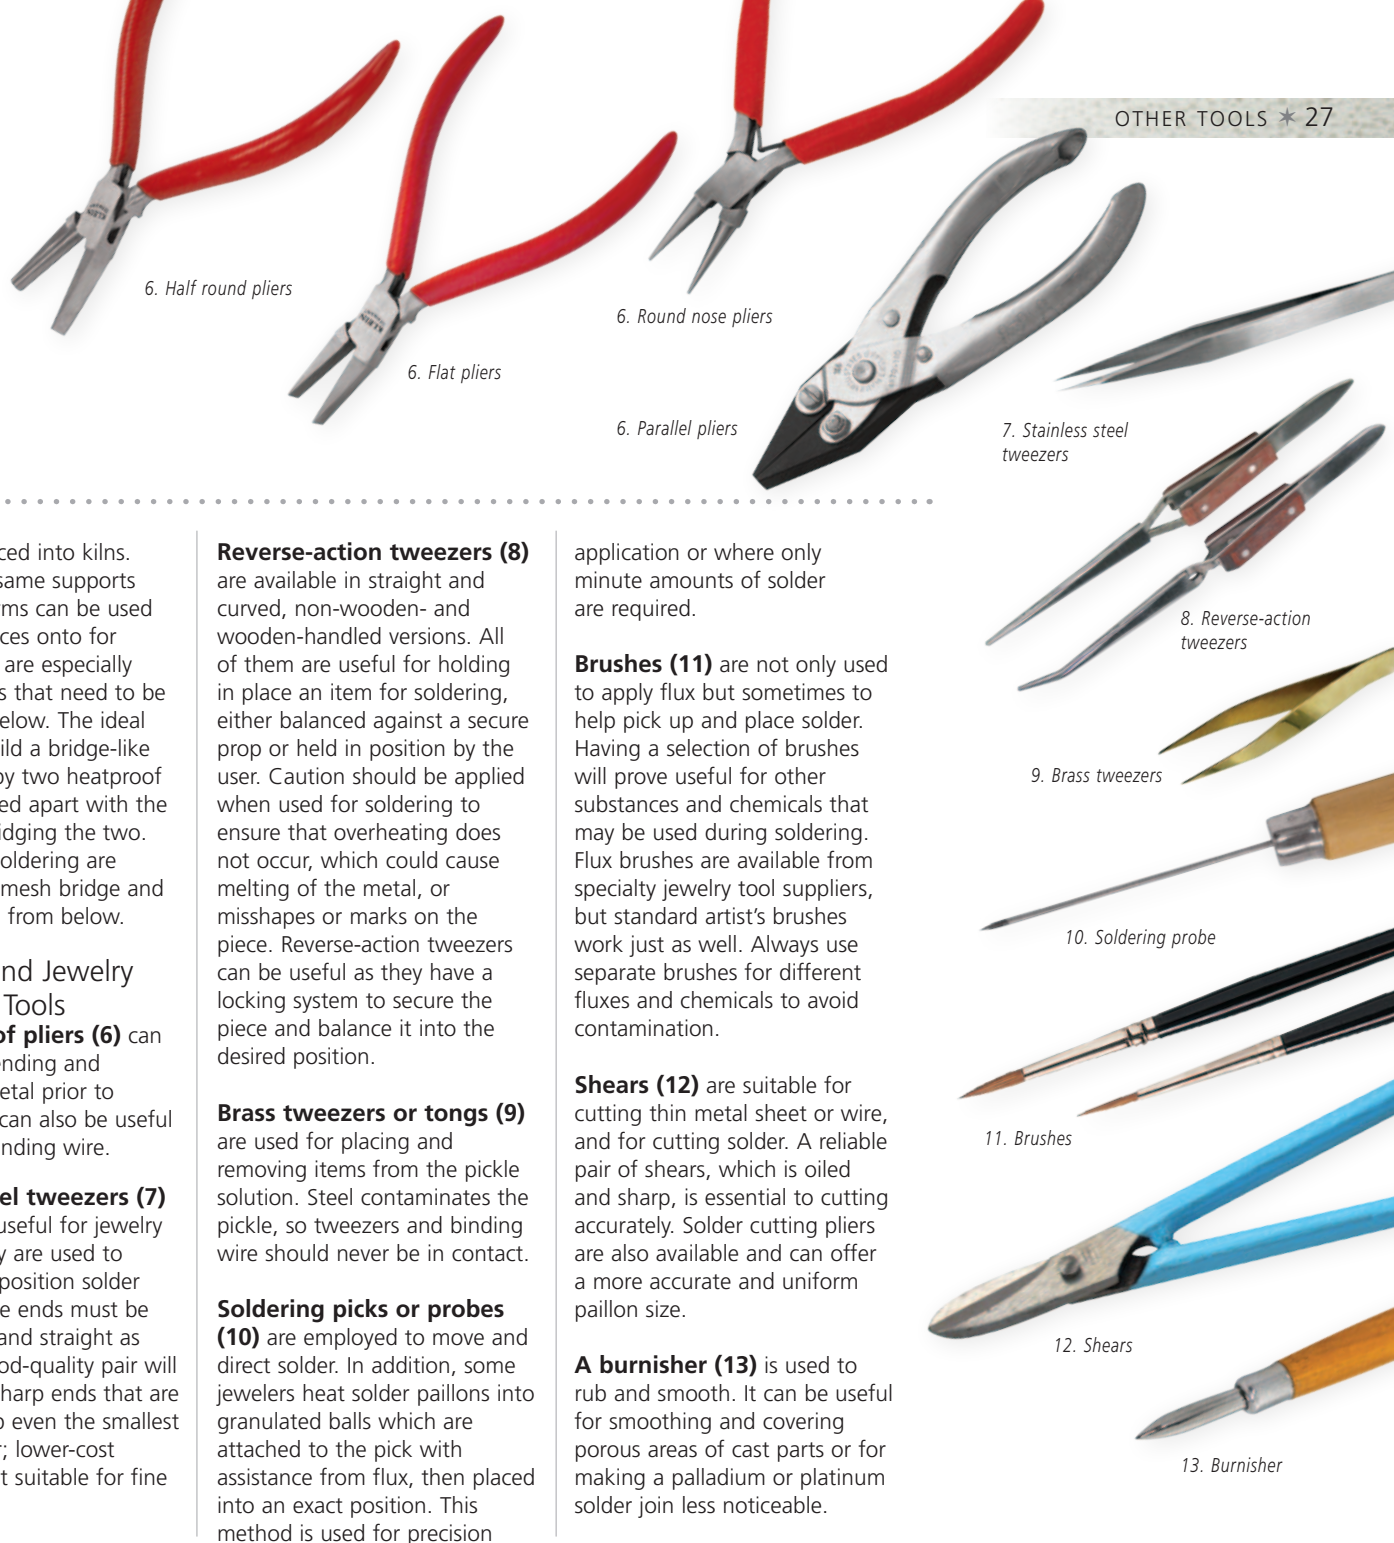 OTHER TOOLS ✶ 27
6. Half round pliers
6. Flat pliers
6. Round nose pliers
6. Parallel pliers
7. Stainless steel
tweezers
8. Reverse-action
tweezers
9. Brass tweezers
10. Soldering probe
11. Brushes
12. Shears
13. Burnisher
into kilns.
same supports
can be used
onto for
are especially
that need to be
The ideal
a bridge-like
by two heatproof
apart with the
the two.
soldering are
mesh bridge and
from below.
and Jewelry
Tools
of pliers (6) can
and
metal prior to
can also be useful
wire.
tweezers (7)
useful for jewelry
are used to
position solder
ends must be
and straight as
pair will
sharp ends that are
even the smallest
lower-cost
suitable for fine
Reverse-action tweezers (8)
are available in straight and
curved, non-wooden- and
wooden-handled versions. All
of them are useful for holding
in place an item for soldering,
either balanced against a secure
prop or held in position by the
user. Caution should be applied
when used for soldering to
ensure that overheating does
not occur, which could cause
melting of the metal, or
misshapes or marks on the
piece. Reverse-action tweezers
can be useful as they have a
locking system to secure the
piece and balance it into the
desired position.
Brass tweezers or tongs (9)
are used for placing and
removing items from the pickle
solution. Steel contaminates the
pickle, so tweezers and binding
wire should never be in contact.
Soldering picks or probes
(10) are employed to move and
direct solder. In addition, some
jewelers heat solder paillons into
granulated balls which are
attached to the pick with
assistance from flux, then placed
into an exact position. This
method is used for precision
application or where only
minute amounts of solder
are required.
Brushes (11) are not only used
to apply flux but sometimes to
help pick up and place solder.
Having a selection of brushes
will prove useful for other
substances and chemicals that
may be used during soldering.
Flux brushes are available from
specialty jewelry tool suppliers,
but standard artist’s brushes
work just as well. Always use
separate brushes for different
fluxes and chemicals to avoid
contamination.
Shears (12) are suitable for
cutting thin metal sheet or wire,
and for cutting solder. A reliable
pair of shears, which is oiled
and sharp, is essential to cutting
accurately. Solder cutting pliers
are also available and can offer
a more accurate and uniform
paillon size.
A burnisher (13) is used to
rub and smooth. It can be useful
for smoothing and covering
porous areas of cast parts or for
making a palladium or platinum
solder join less noticeable.